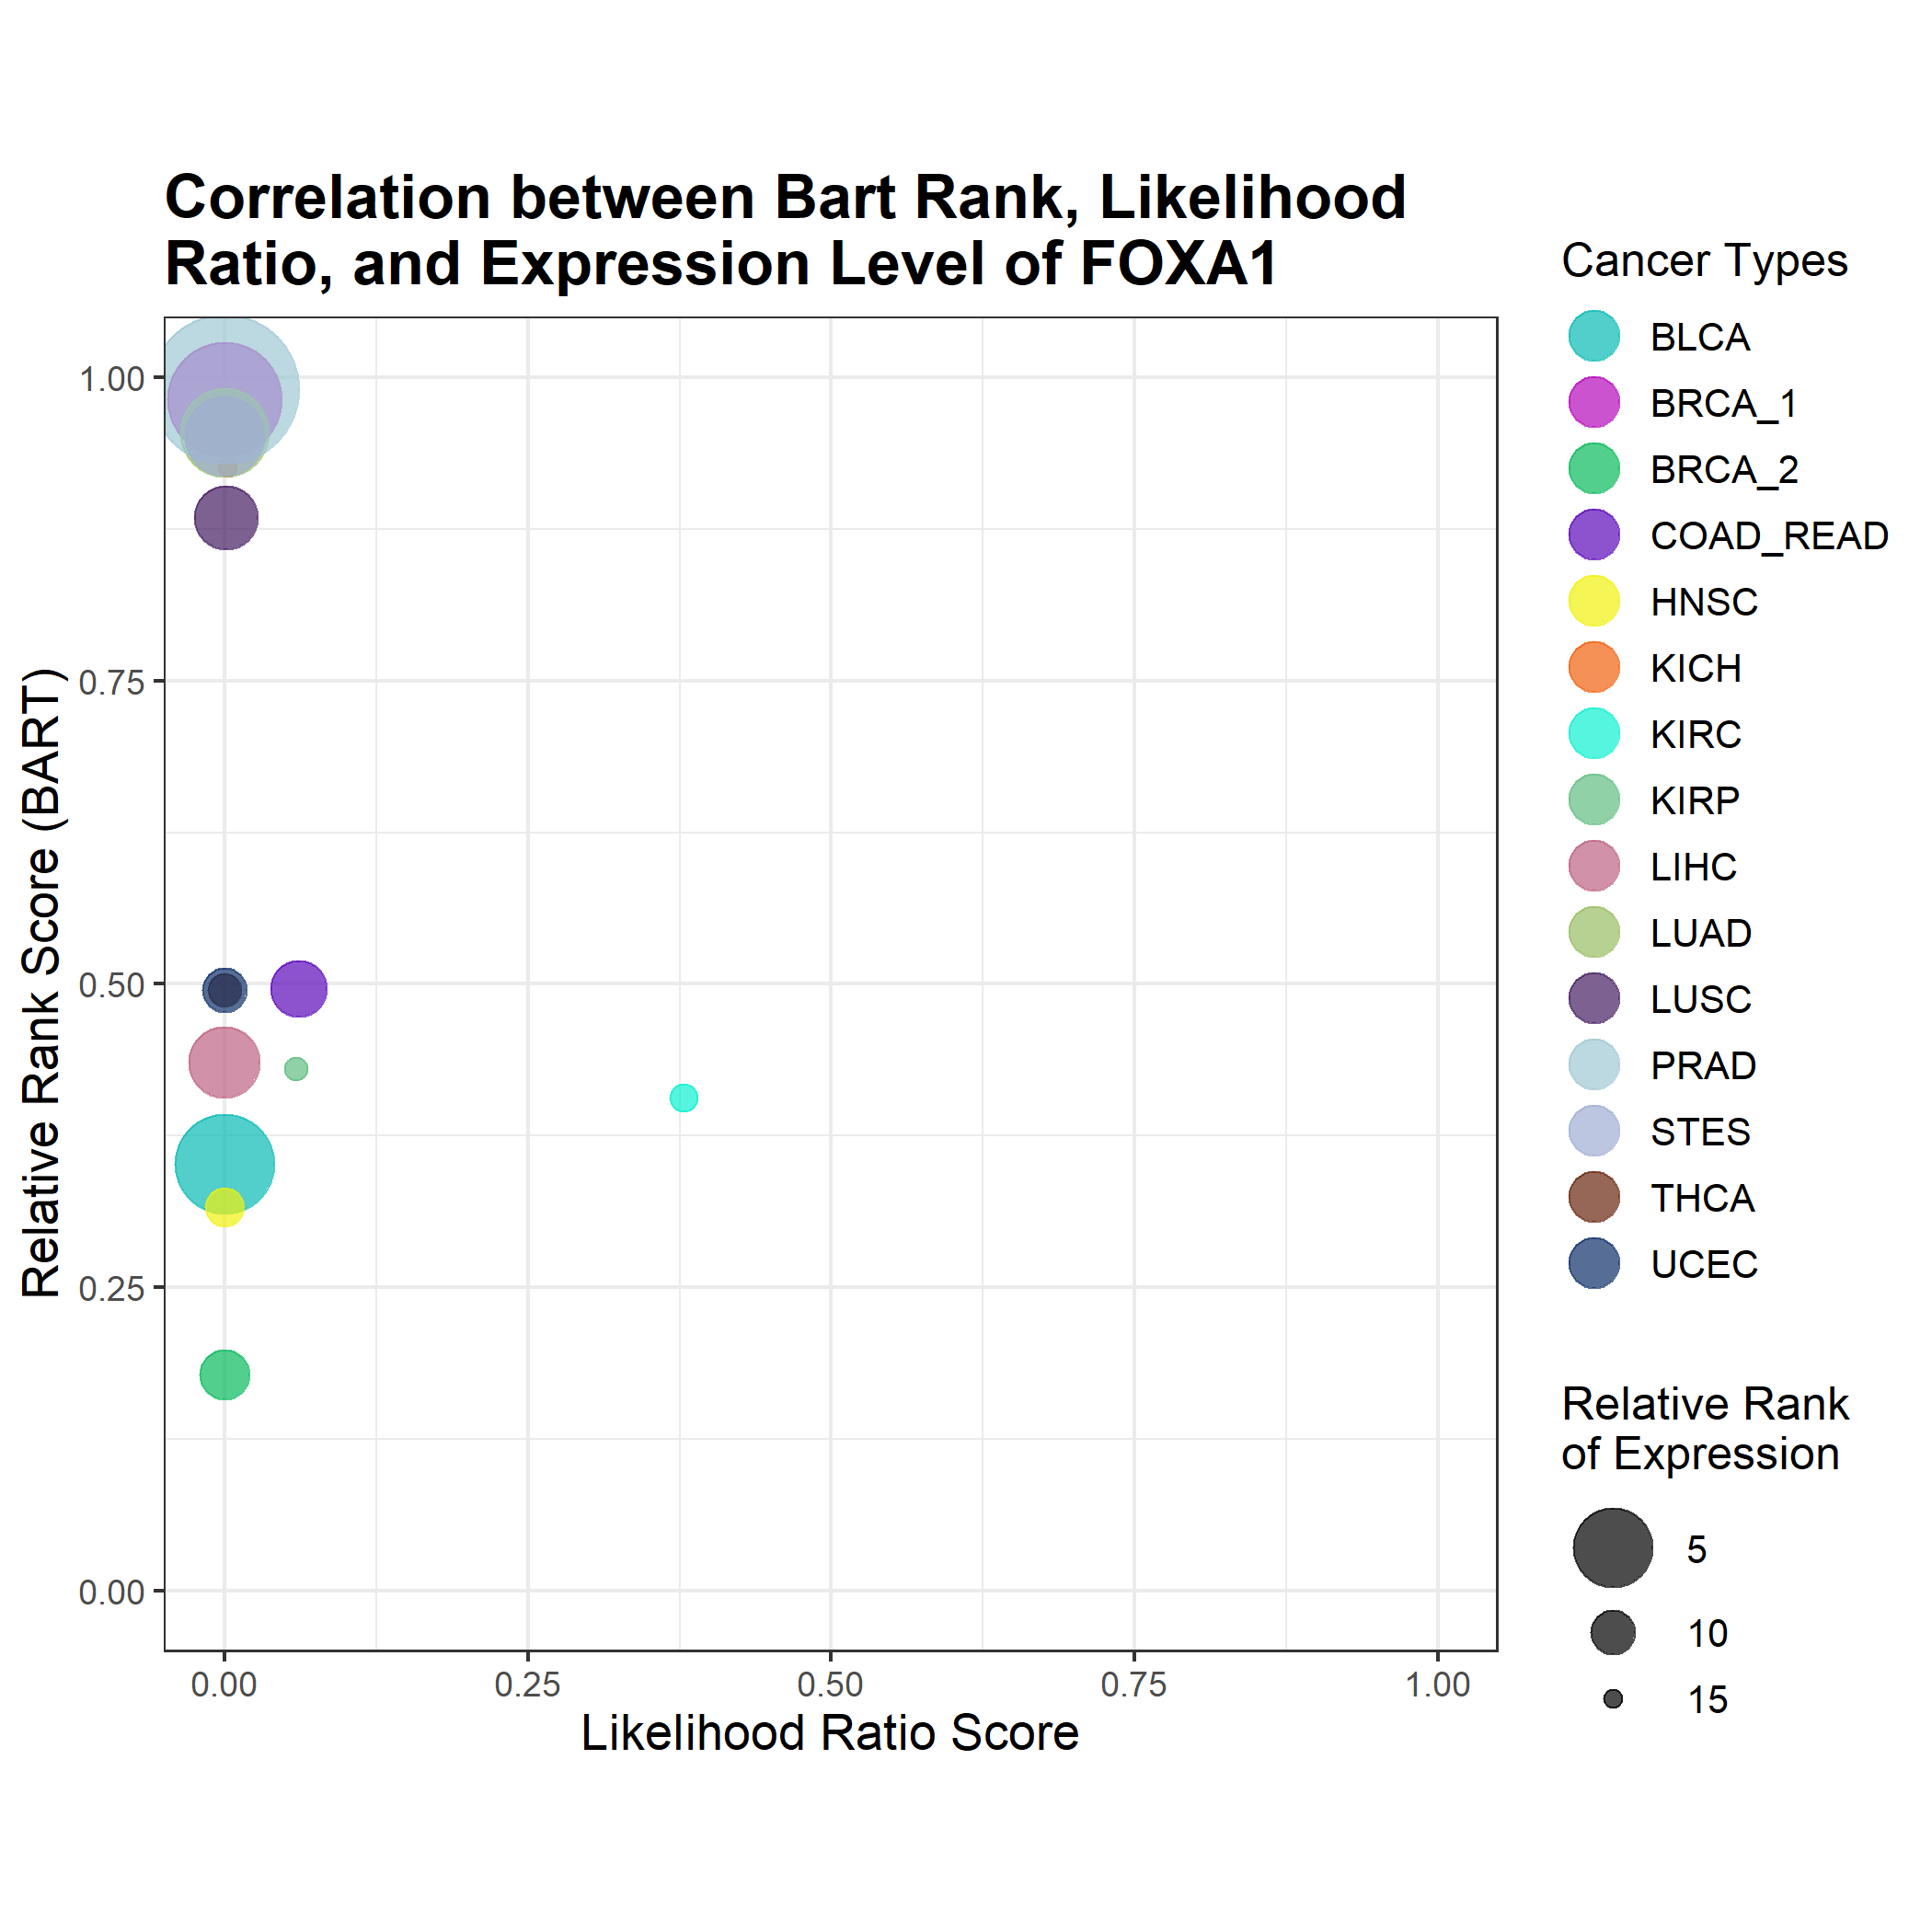 Correlation between Bart Rank, Likelihood
Ratio, and Expression Level of FOXA1
Relative Rank Score (BART)
1.00
0.75
0.50
0.25
0.00
0.00
0.25
0.50
0.75
1.00
Likelihood Ratio Score
Cancer Types
BLCA
BRCA_1
BRCA_2
COAD_READ
HNSC
KICH
KIRC
KIRP
LIHC
LUAD
LUSC
PRAD
STES
THCA
UCEC
Relative Rank
of Expression
5
10
15